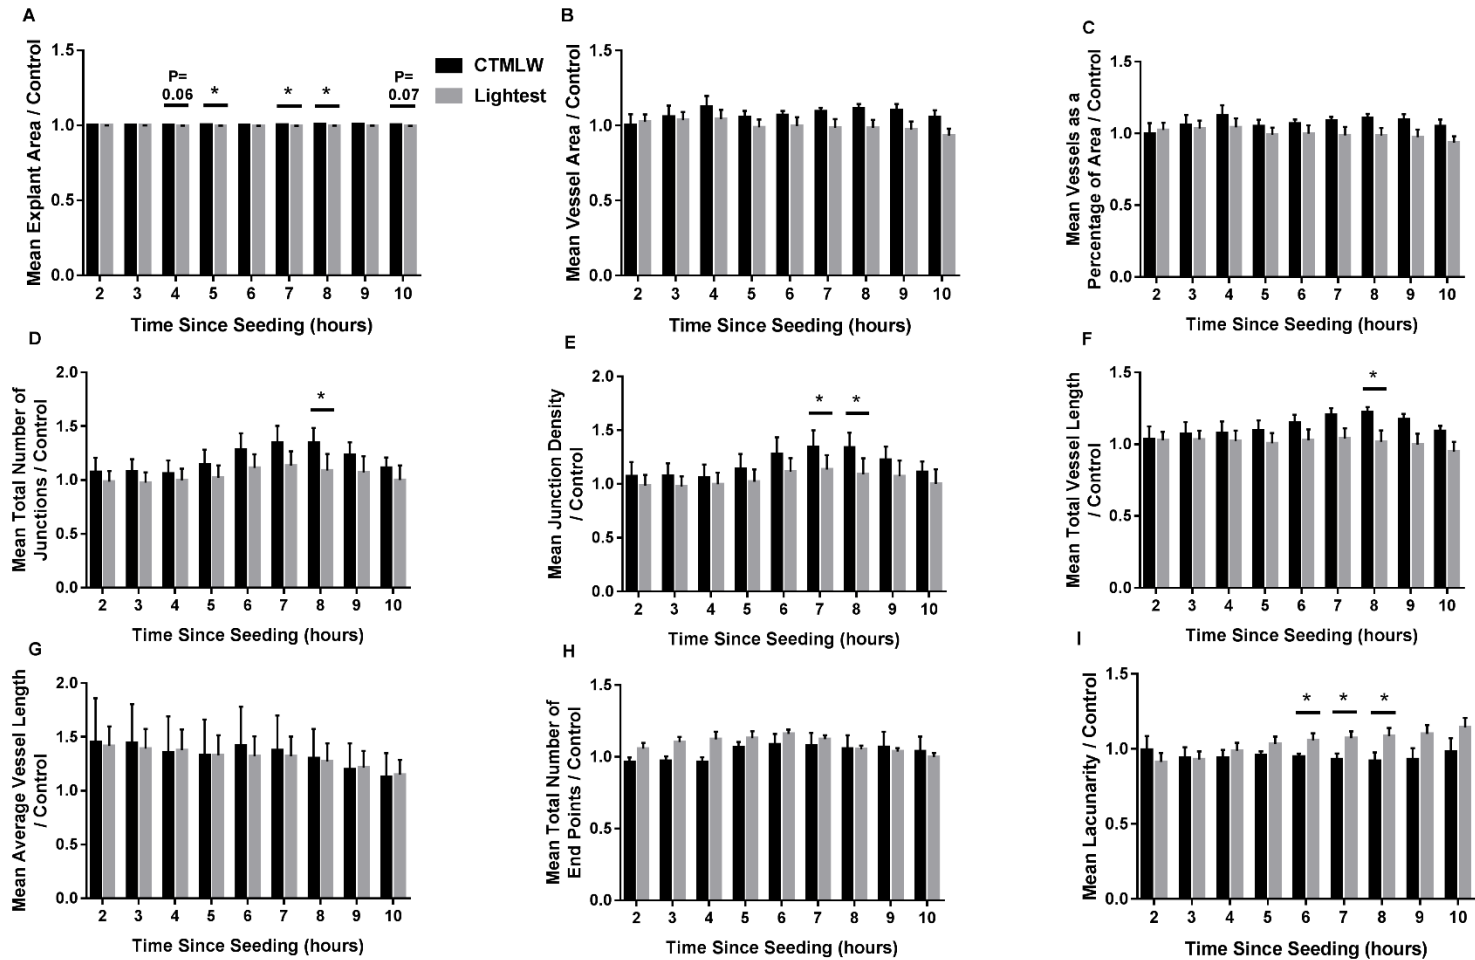 A
Mean Explant Area / Control
1.5
1.0
0.5
0.0
P=
0.06
*
*
*
P=
0.07
2 3 4 5 6 7 8 9 10
Time Since Seeding (hours)
CTMLW
Lightest
B
Mean Vessel Area / Control
1.5
1.0
0.5
0.0
2 3 4 5 6 7 8 9 10
Time Since Seeding (hours)
C
Mean Vessels as a
Percentage of Area / Control
1.5
1.0
0.5
0.0
2 3 4 5 6 7 8 9 10
Time Since Seeding (hours)
D
Mean Total Number of
Junctions / Control
2.0
1.5
1.0
0.5
0.0
*
2 3 4 5 6 7 8 9 10
Time Since Seeding (hours)
E
Mean Junction Density
/ Control
2.0
1.5
1.0
0.5
0.0
* *
2 3 4 5 6 7 8 9 10
Time Since Seeding (hours)
F
Mean Total Vessel Length
/ Control
1.5
1.0
0.5
0.0
*
2 3 4 5 6 7 8 9 10
Time Since Seeding (hours)
G
Mean Average Vessel Length
/ Control
2.0
1.5
1.0
0.5
0.0
2 3 4 5 6 7 8 9 10
Time Since Seeding (hours)
H
Mean Total Number of
End Points / Control
1.5
1.0
0.5
0.0
2 3 4 5 6 7 8 9 10
Time Since Seeding (hours)
I
Mean Lacunarity / Control
1.5
1.0
0.5
0.0
* * *
2 3 4 5 6 7 8 9 10
Time Since Seeding (hours)